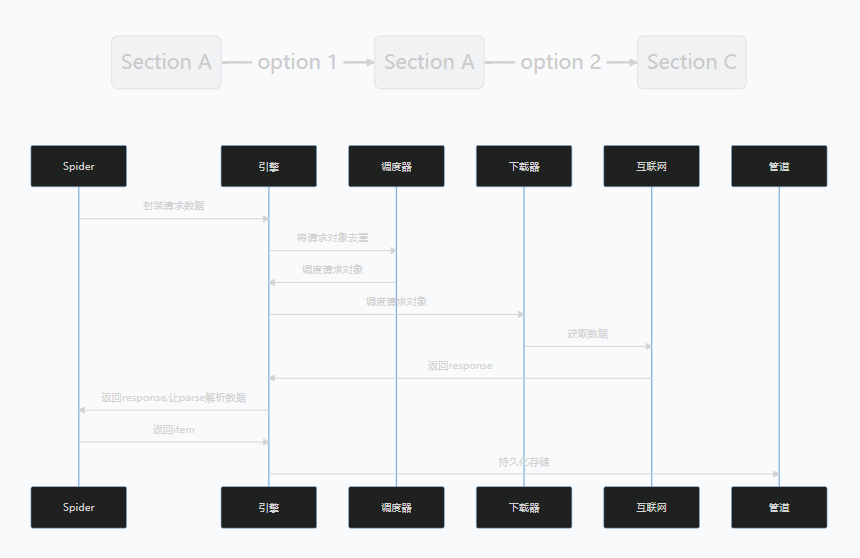 Section A option 1 Section A option 2 Section C
Spider 引擎 调度器 下载器 互联网 管道
封装请求数据
将请求对象去重
调度请求对象
调度请求对象
获取数据
返回response
返回response,让parse解析数据
返回item
持久化存储
Spider 引擎 调度器 下载器 互联网 管道